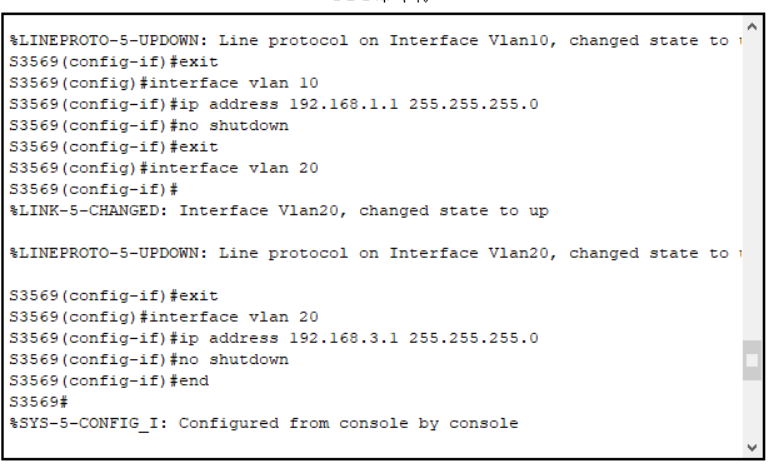 %LINEPROTO-5-UPDOWN: Line protocol on Interface Vlan10, changed state to
S3569(config-if)#exit
S3569(config)#interface vlan 10
S3569(config-if)#ip address 192.168.1.1 255.255.255.0
S3569(config-if)#no shutdown
S3569(config-if)#exit
S3569(config)#interface vlan 20
S3569(config-if)#
%LINK-5-CHANGED: Interface Vlan20, changed state to up
%LINEPROTO-5-UPDOWN: Line protocol on Interface Vlan20, changed state to
S3569(config-if)#exit
S3569(config)#interface vlan 20
S3569(config-if)#ip address 192.168.3.1 255.255.255.0
S3569(config-if)#no shutdown
S3569(config-if)#end
S3569#
%SYS-5-CONFIG_I: Configured from console by console